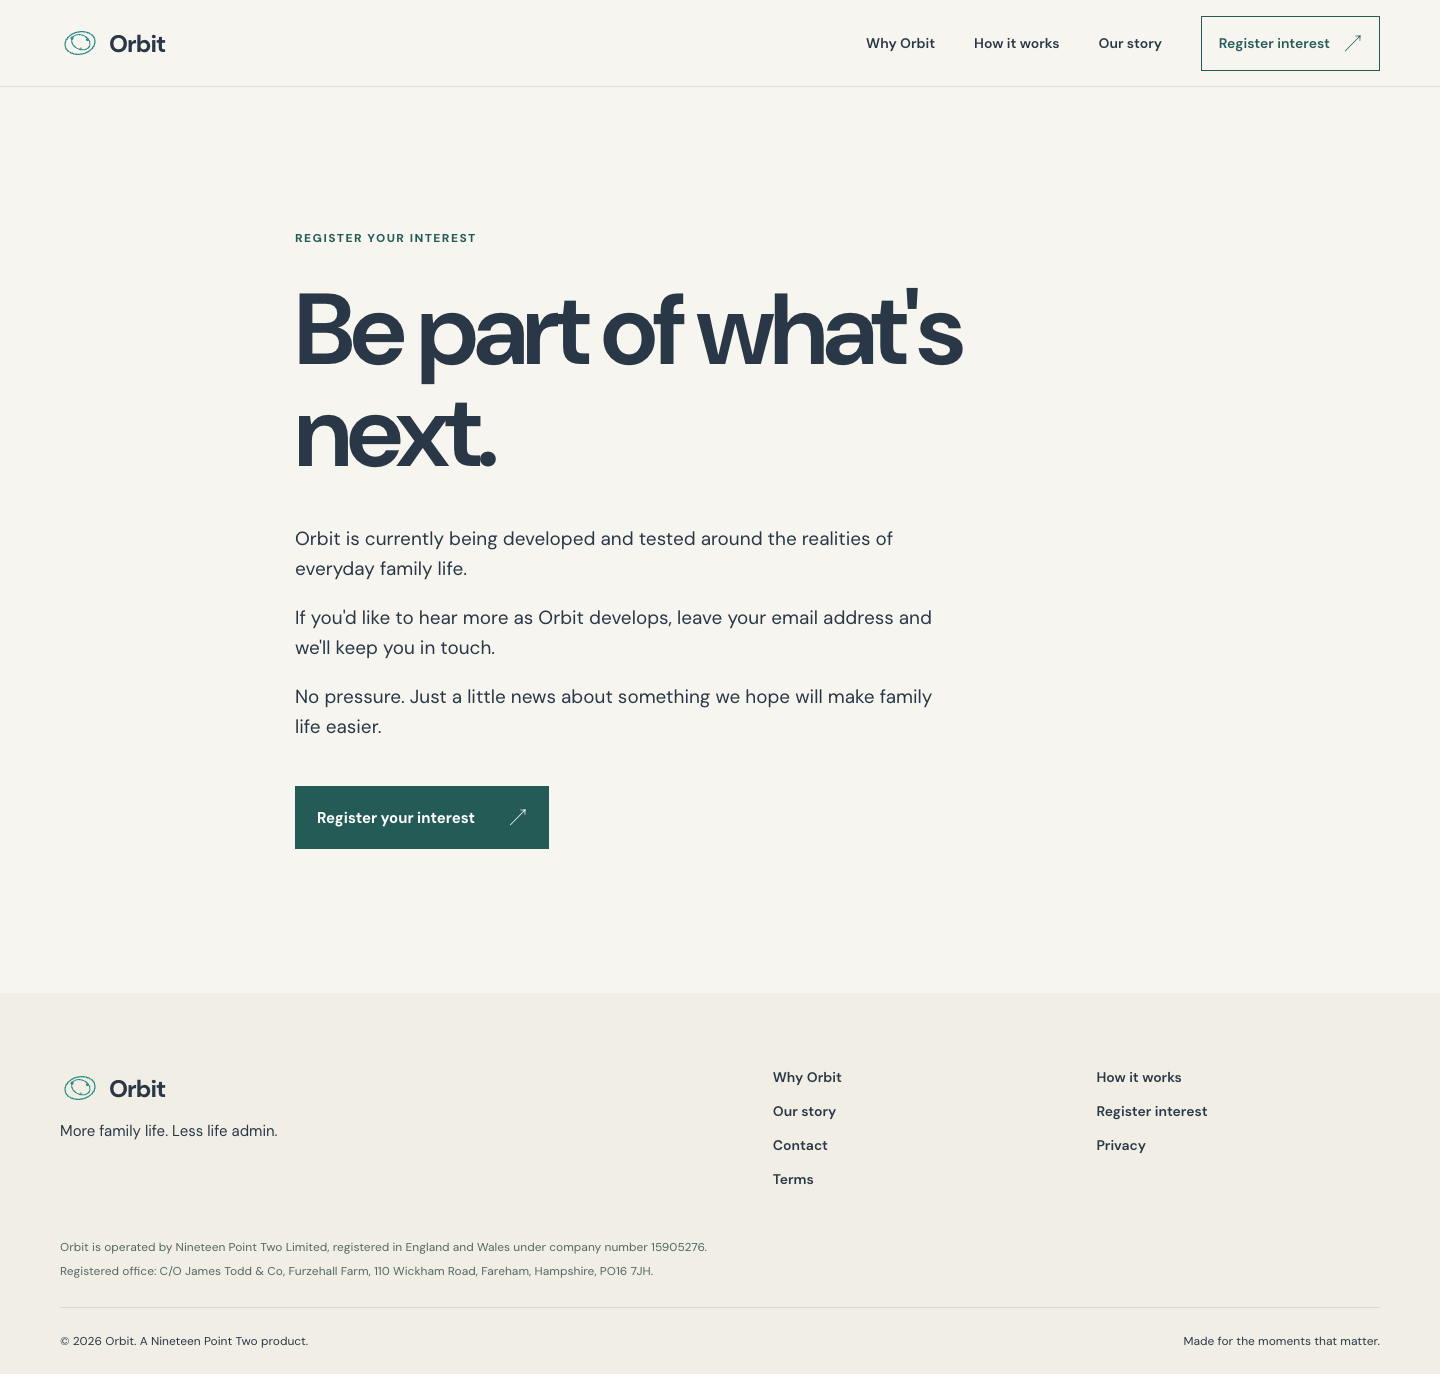 Orbit
Why Orbit
How it works
Our story
Register interest
REGISTER YOUR INTEREST
Be part of what's
next.
Orbit is currently being developed and tested around the realities of
everyday family life.
If you'd like to hear more as Orbit develops, leave your email address and
we'll keep you in touch.
No pressure. Just a little news about something we hope will make family
life easier.
Register your interest
Orbit
More family life. Less life admin.
Why Orbit
How it works
Our story
Register interest
Contact
Privacy
Terms
Orbit is operated by Nineteen Point Two Limited, registered in England and Wales under company number 15905276.
Registered office: C/O James Todd & Co, Furzehall Farm, 110 Wickham Road, Fareham, Hampshire, PO16 7JH.
© 2026 Orbit. A Nineteen Point Two product.
Made for the moments that matter.